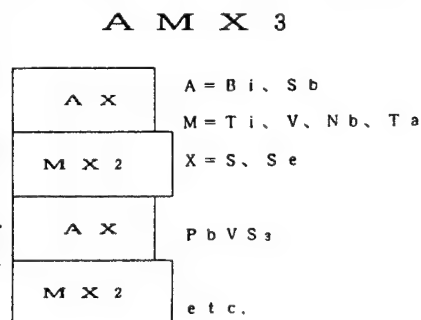 AMX3
AX
A=Bi、Sb
M=Ti、V、Nb、Ta
MX2
X=S、Se
AX
PbVS₃
MX2
etc.